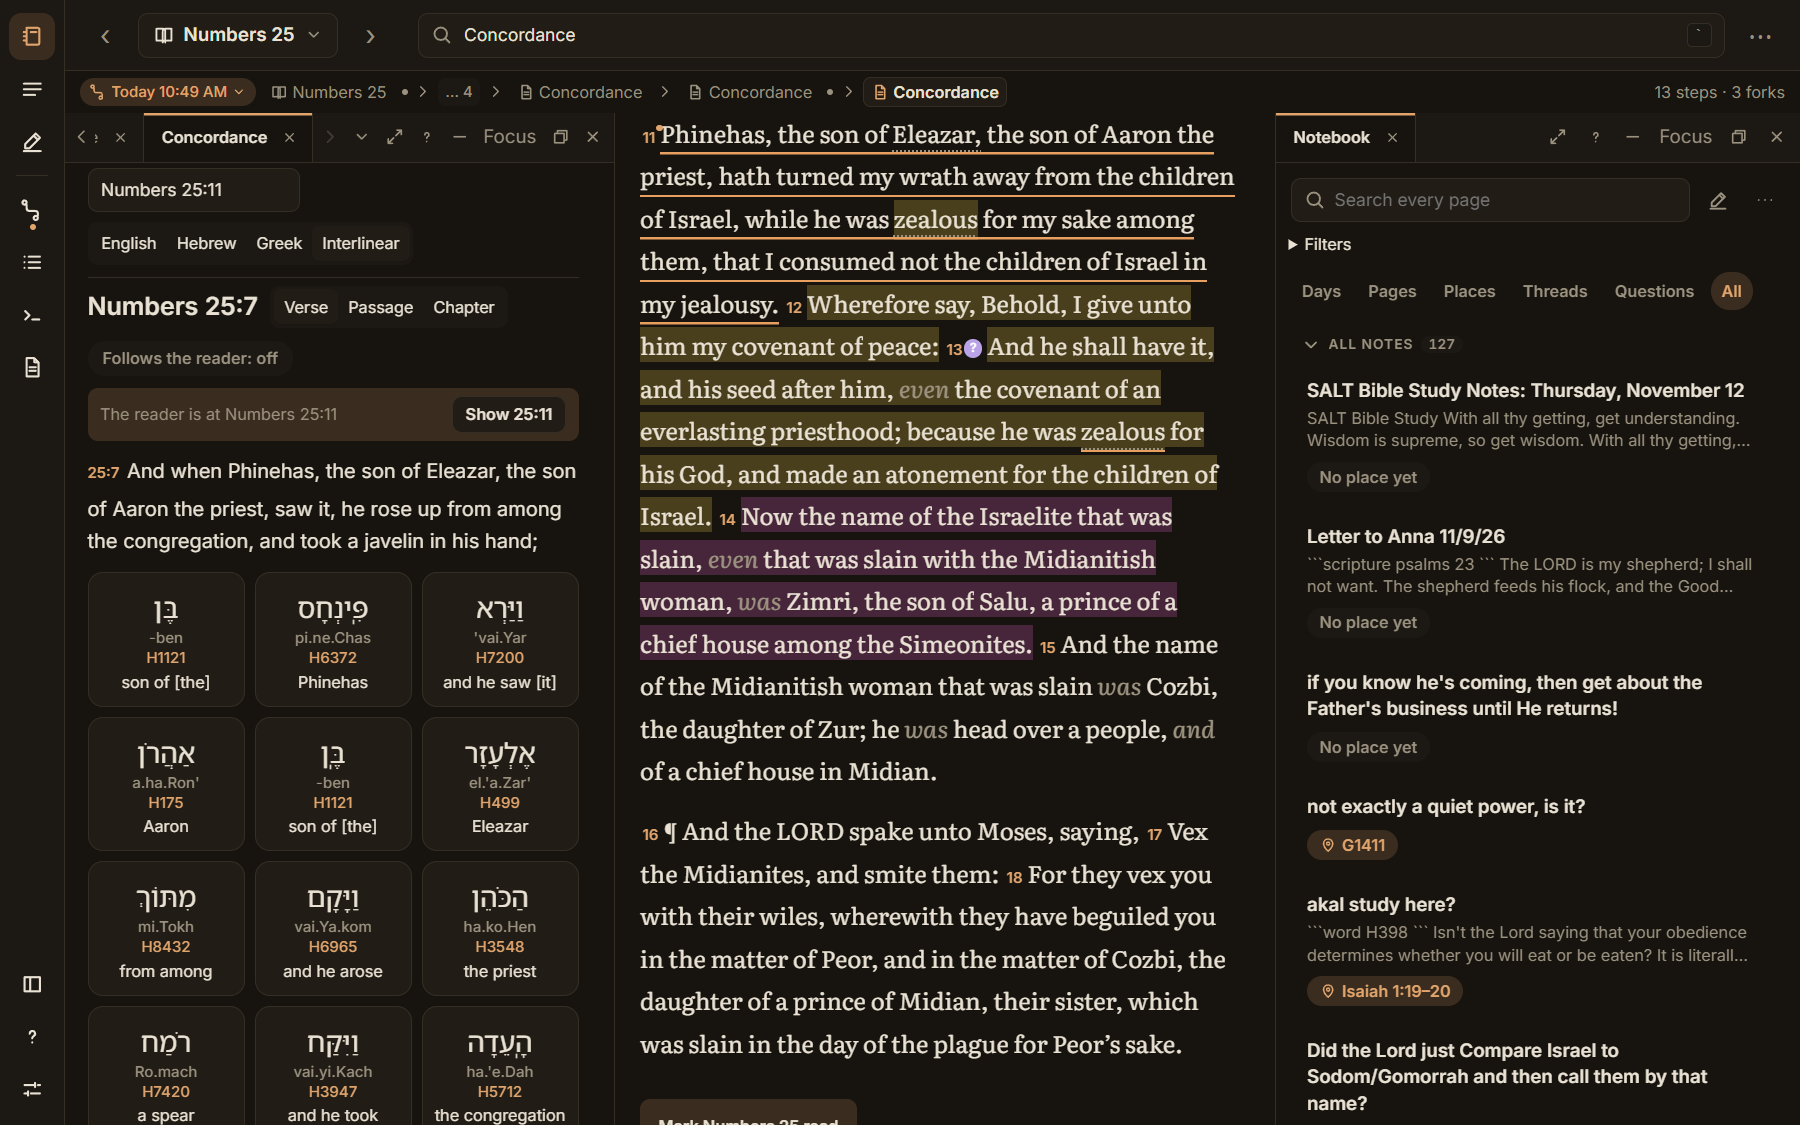 Numbers 25
Concordance
`
Today 10:49 AM
Numbers 25
... 4
Concordance
Concordance
Concordance
13 steps · 3 forks
Concordance
?
Focus
Numbers 25:11
English Hebrew Greek Interlinear
Numbers 25:7
Verse Passage Chapter
Follows the reader: off
The reader is at Numbers 25:11
Show 25:11
25:7 And when Phinehas, the son of Eleazar, the son
of Aaron the priest, saw it, he rose up from among
the congregation, and took a javelin in his hand;
וַיַּרְא
'vai.Yar
H7200
and he saw [it]
פִּֽינְחָס
pi.ne.Chas
H6372
Phinehas
בֶּן
-ben
H1121
son of [the]
אֶלְעָזָר
el.'a.Zar'
H499
Eleazar
בֶּֽן
-ben
H1121
son of [the]
אַהֲרֹן
a.ha.Ron'
H175
Aaron
הַכֹּהֵן
ha.ko.Hen
H3548
the priest
וַיָּקָם
vai.Ya.kom
H6965
and he arose
מִתּוֹךְ
mi.Tokh
H8432
from among
הָֽעֵדָה
ha.'e.Dah
H5712
the congregation
וַיִּקַּח
vai.yi.Kach
H3947
and he took
רֹמַח
Ro.mach
H7420
a spear
11 Phinehas, the son of Eleazar, the son of Aaron the
priest, hath turned my wrath away from the children
of Israel, while he was zealous for my sake among
them, that I consumed not the children of Israel in
my jealousy. 12 Wherefore say, Behold, I give unto
him my covenant of peace: 13 ? And he shall have it,
and his seed after him, even the covenant of an
everlasting priesthood; because he was zealous for
his God, and made an atonement for the children of
Israel. 14 Now the name of the Israelite that was
slain, even that was slain with the Midianitish
woman, was Zimri, the son of Salu, a prince of a
chief house among the Simeonites. 15 And the name
of the Midianitish woman that was slain was Cozbi,
the daughter of Zur; he was head over a people, and
of a chief house in Midian.
16 ¶ And the LORD spake unto Moses, saying, 17 Vex
the Midianites, and smite them: 18 For they vex you
with their wiles, wherewith they have beguiled you
in the matter of Peor, and in the matter of Cozbi, the
daughter of a prince of Midian, their sister, which
was slain in the day of the plague for Peor’s sake.
Mark Numbers 25 read
Notebook
?
Focus
Search every page
Filters
Days Pages Places Threads Questions All
ALL NOTES 127
SALT Bible Study Notes: Thursday, November 12
SALT Bible Study With all thy getting, get understanding.
Wisdom is supreme, so get wisdom. With all thy getting,...
No place yet
Letter to Anna 11/9/26
```scripture psalms 23 ``` The LORD is my shepherd; I shall
not want. The shepherd feeds his flock, and the Good...
No place yet
if you know he's coming, then get about the
Father's business until He returns!
No place yet
not exactly a quiet power, is it?
G1411
akal study here?
```word H398 ``` Isn't the Lord saying that your obedience
determines whether you will eat or be eaten? It is literall...
Isaiah 1:19–20
Did the Lord just Compare Israel to
Sodom/Gomorrah and then call them by that
name?
?